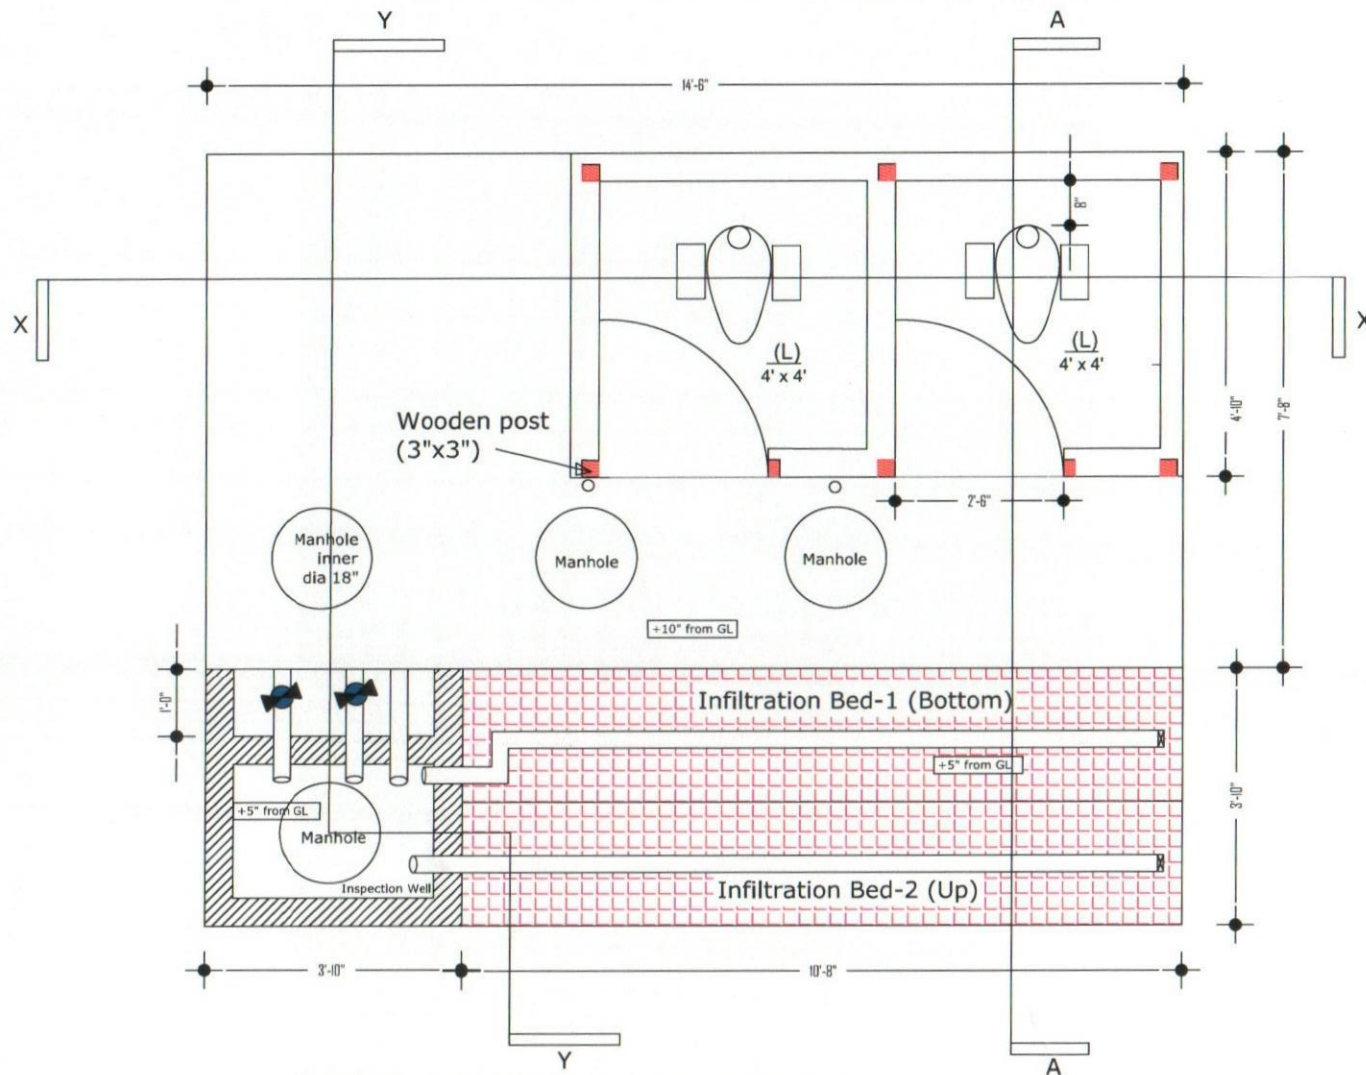 Y
A
14'-6"
8"
X
X
(L)
4' x 4'
(L)
4' x 4'
Wooden post
(3"x3")
4'-10"
7'-8"
2'-6"
Manhole
inner
dia 18"
Manhole
Manhole
+10" from GL
1'-0"
Infiltration Bed-1 (Bottom)
+5" from GL
+5" from GL
3'-10"
Manhole
Inspection Well
Infiltration Bed-2 (Up)
3'-10"
10'-8"
Y
A